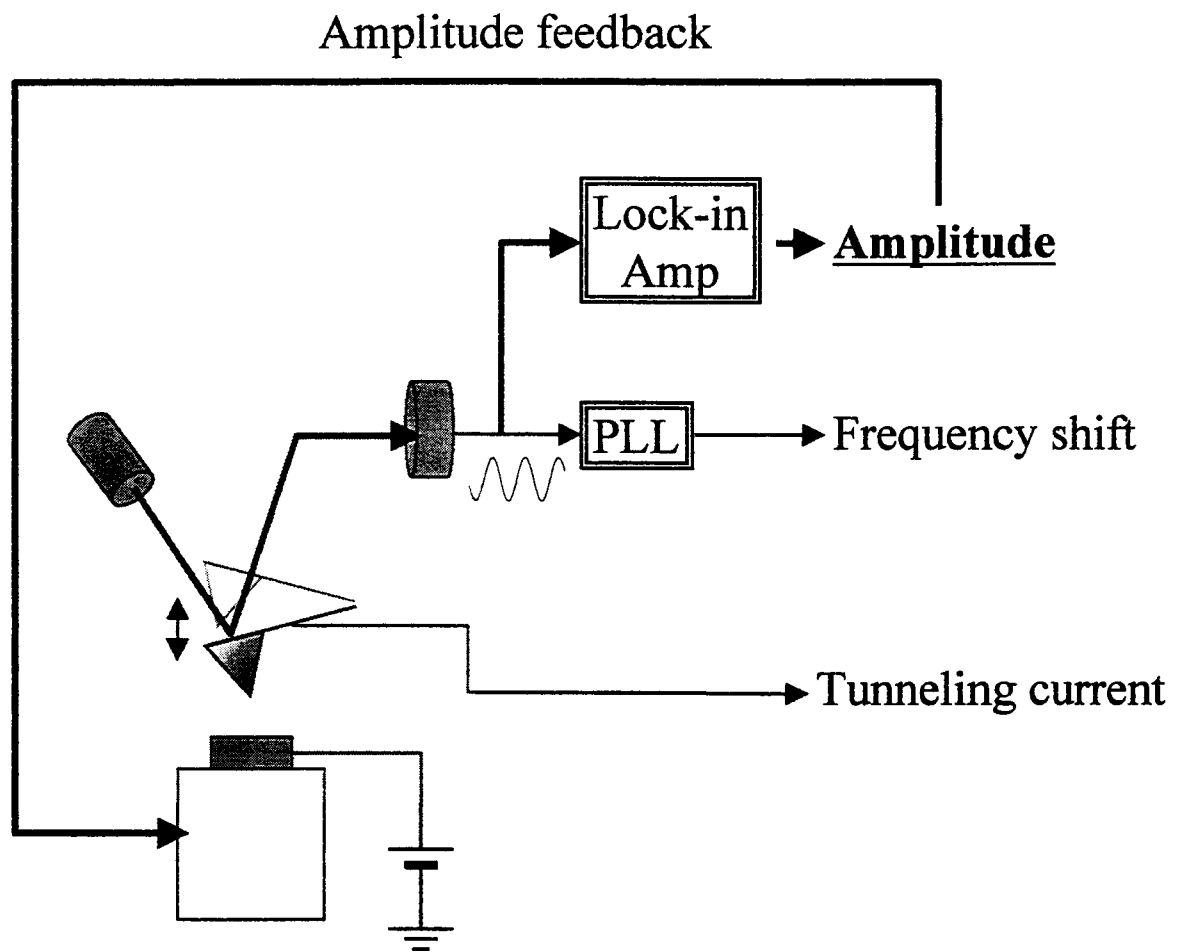 Amplitude feedback
Lock-in
Amp
Amplitude
PLL
Frequency shift
Tunneling current